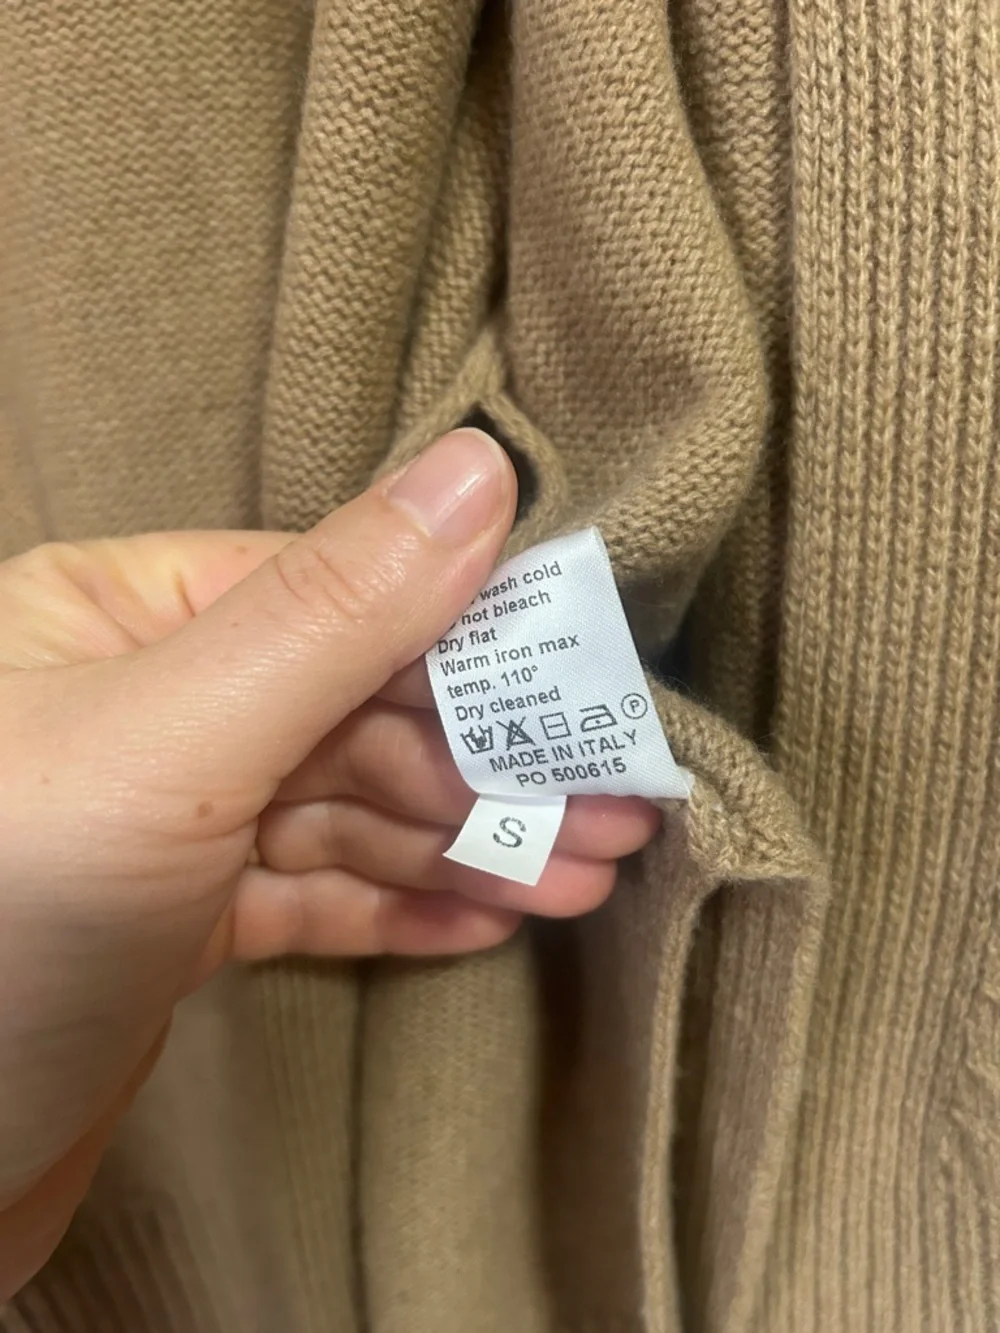 wash cold
not bleach
Dry flat
Warm iron max
temp. 110°
Dry cleaned
P
MADE IN ITALY
PO 500615
S